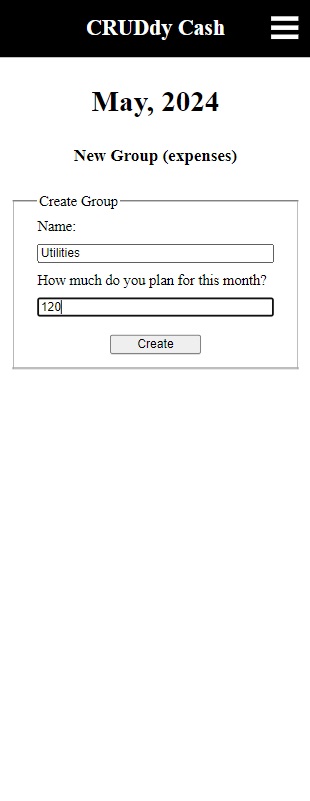 CRUDdy Cash
May, 2024
New Group (expenses)
Create Group
Name:
Utilities
How much do you plan for this month?
120
Create